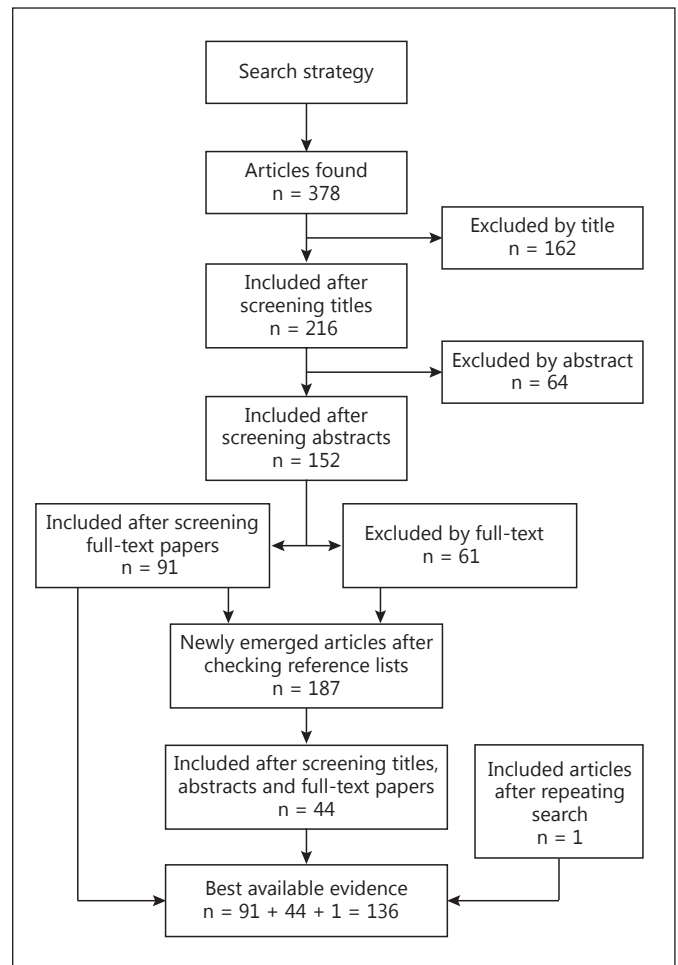 Search strategy
Articles found
n = 378
Excluded by title
n = 162
Included after
screening titles
n = 216
Excluded by abstract
n = 64
Included after
screening abstracts
n = 152
Included after screening
full-text papers
n = 91
Excluded by full-text
n = 61
Newly emerged articles after
checking reference lists
n = 187
Included after screening titles,
abstracts and full-text papers
n = 44
Included articles
after repeating
search
n = 1
Best available evidence
n = 91 + 44 + 1 = 136